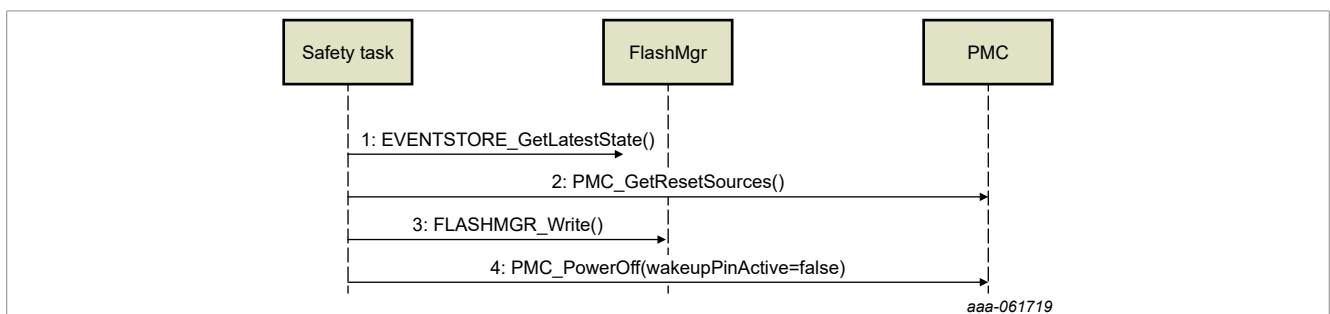 Safety task
FlashMgr
PMC
1: EVENTSTORE_GetLatestState()
2: PMC_GetResetSources()
3: FLASHMGR_Write()
4: PMC_PowerOff(wakeupPinActive=false)
aaa-061719